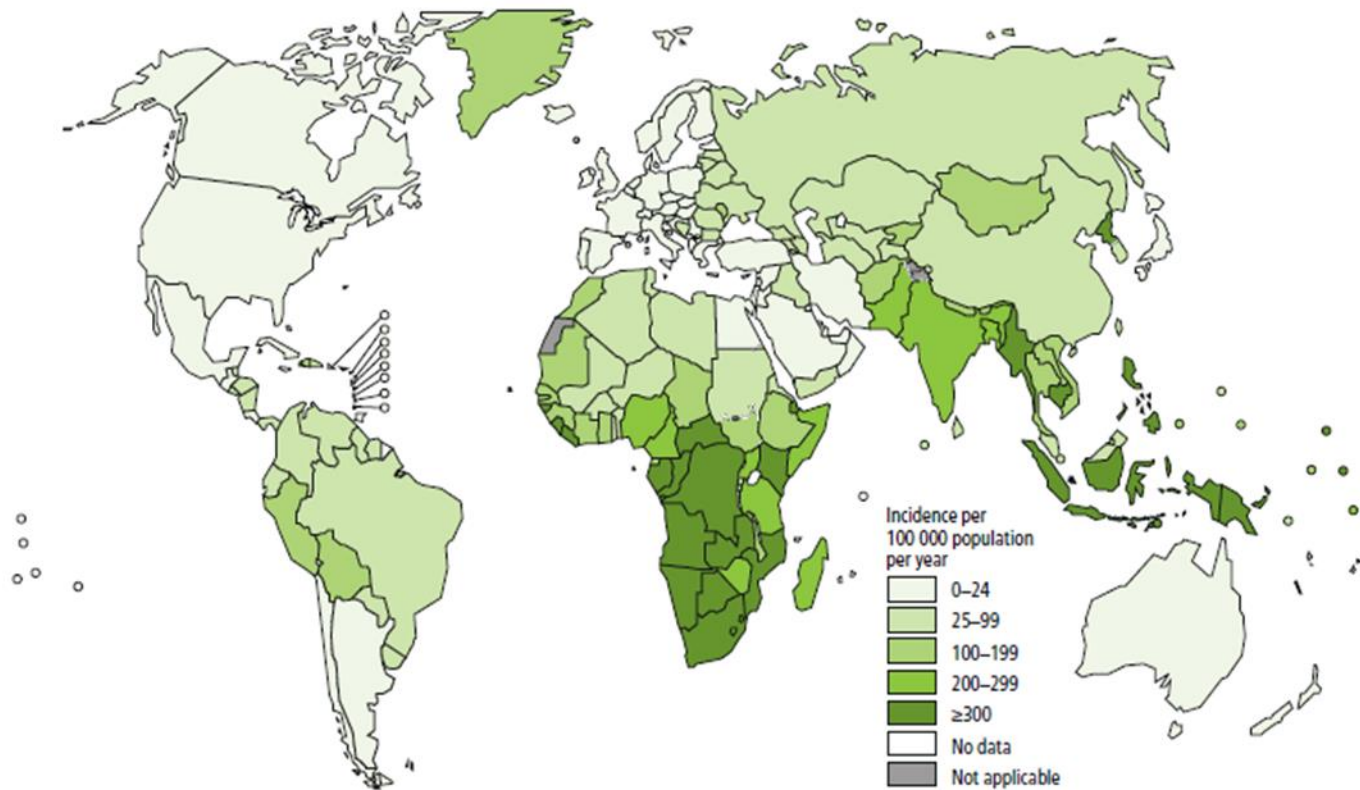 Incidence per
100 000 population
per year
0–24
25–99
100–199
200–299
≥300
No data
Not applicable